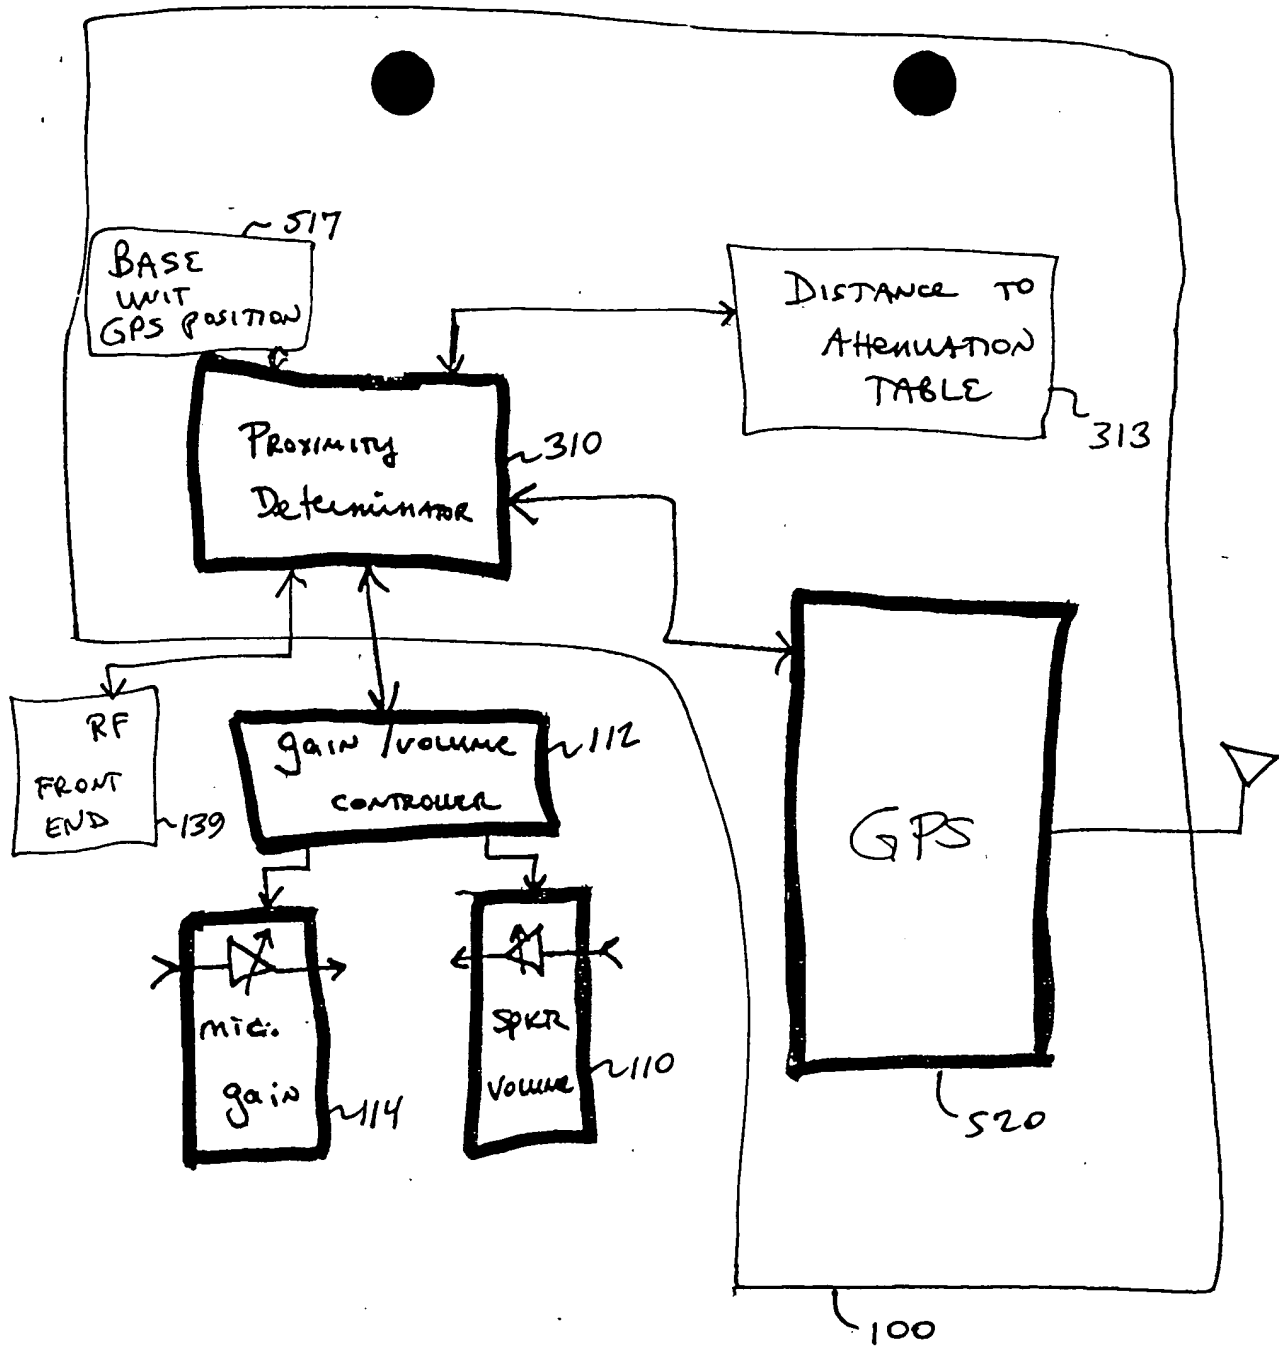 517
BASE
UNIT
GPS POSITION
DISTANCE TO
ATTENUATION
TABLE
313
PROXIMITY
DETERMINATOR
310
RF
FRONT
END
139
gain/volume
CONTROLLER
112
mic.
gain
114
SPKR
VOLUME
110
GPS
520
100